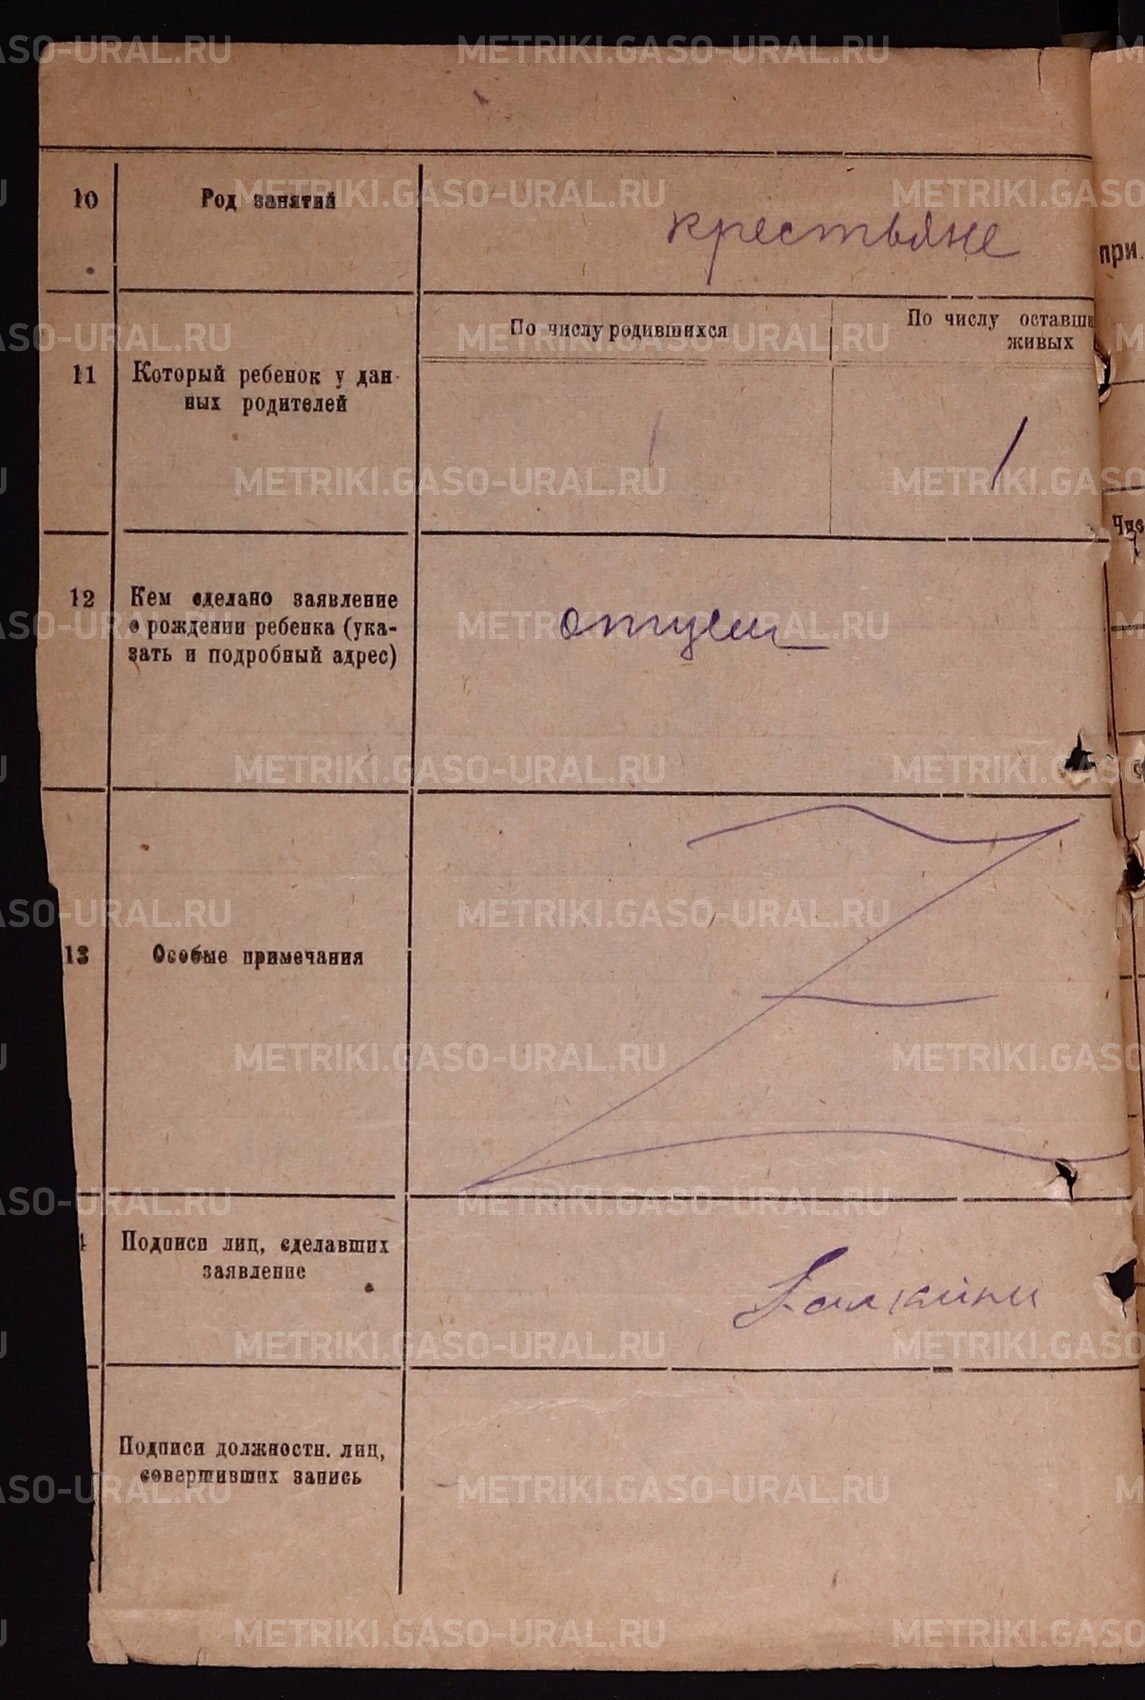 10
Род занятий
крестьяне
при.
11
Который ребенок у дан-
ных родителей
По числу родившихся
По числу оставши
живых
1
1
12
Кем сделано заявление
о рождении ребенка (ука-
зать и подробный адрес)
отцем
13
Особые примечания
Подписи лиц, сделавших
заявление
Подписи должностн. лиц,
совершивших запись
METRIKI.GASO-URAL.RU